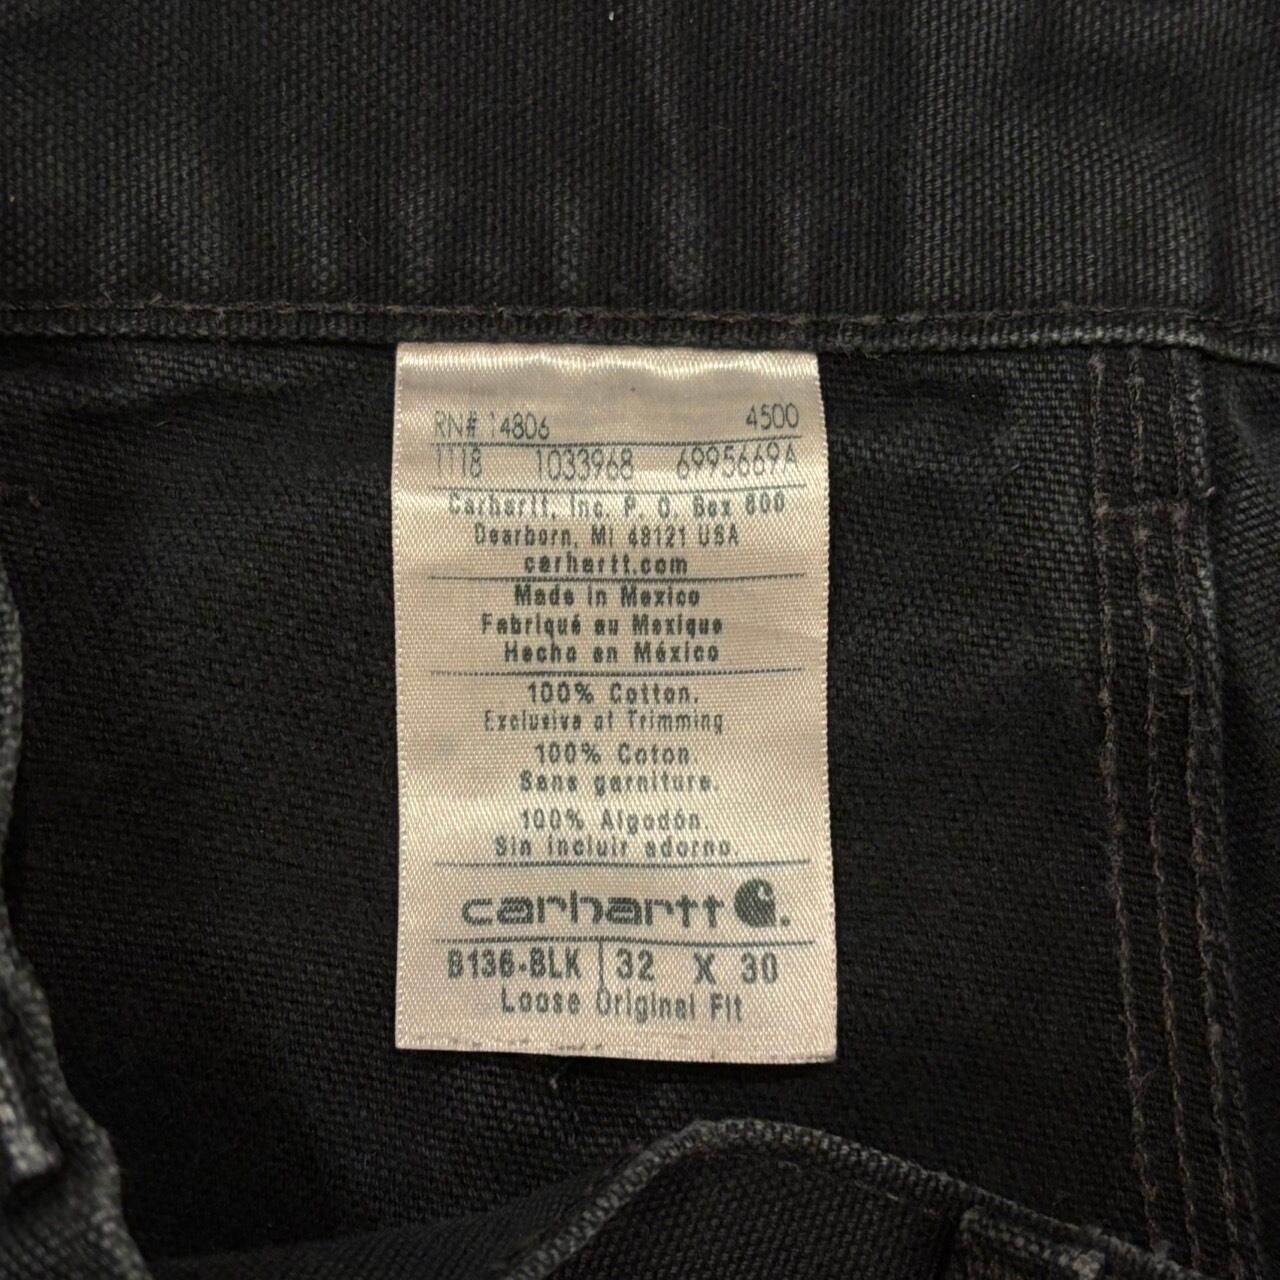 RN# 14806 4500
1118 1033968 6995669A
Carhartt, Inc. P. O. Box 600
Dearborn, MI 48121 USA
carhartt.com
Made in Mexico
Fabriqué au Mexique
Hecho en México
100% Cotton.
Exclusive of Trimming
100% Coton
Sans garniture.
100% Algodón
Sin incluir adorno.
carhartt
B136-BLK 32 X 30
Loose Original Fit